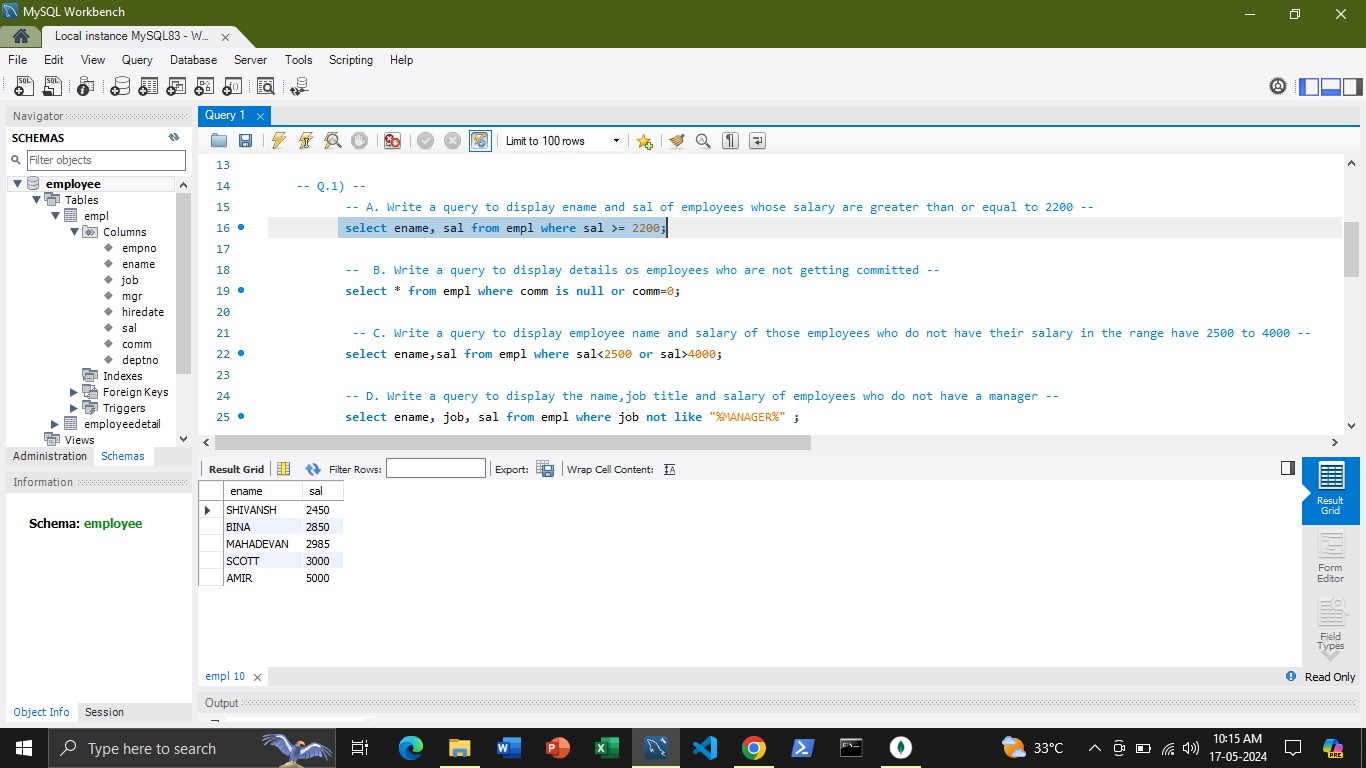 MySQL Workbench
Local instance MySQL83 - W...
File Edit View Query Database Server Tools Scripting Help
Navigator
SCHEMAS
Filter objects
employee
Tables
empl
Columns
empno
ename
job
mgr
hiredate
sal
comm
deptno
Indexes
Foreign Keys
Triggers
employeedetail
Views
Administration Schemas
Information
Schema: employee
Object Info Session
Query 1
Limit to 100 rows
13
14 -- Q.1) --
15 -- A. Write a query to display ename and sal of employees whose salary are greater than or equal to 2200 --
16 select ename, sal from empl where sal >= 2200;
17
18 -- B. Write a query to display details os employees who are not getting committed --
19 select * from empl where comm is null or comm=0;
20
21 -- C. Write a query to display employee name and salary of those employees who do not have their salary in the range have 2500 to 4000 --
22 select ename,sal from empl where sal<2500 or sal>4000;
23
24 -- D. Write a query to display the name,job title and salary of employees who do not have a manager --
25 select ename, job, sal from empl where job not like "%MANAGER%" ;
Result Grid Filter Rows: Export: Wrap Cell Content:
ename sal
SHIVANSH 2450
BINA 2850
MAHADEVAN 2985
SCOTT 3000
AMIR 5000
Result
Grid
Form
Editor
Field
Types
empl 10
Read Only
Output
Type here to search
33°C
10:15 AM
17-05-2024